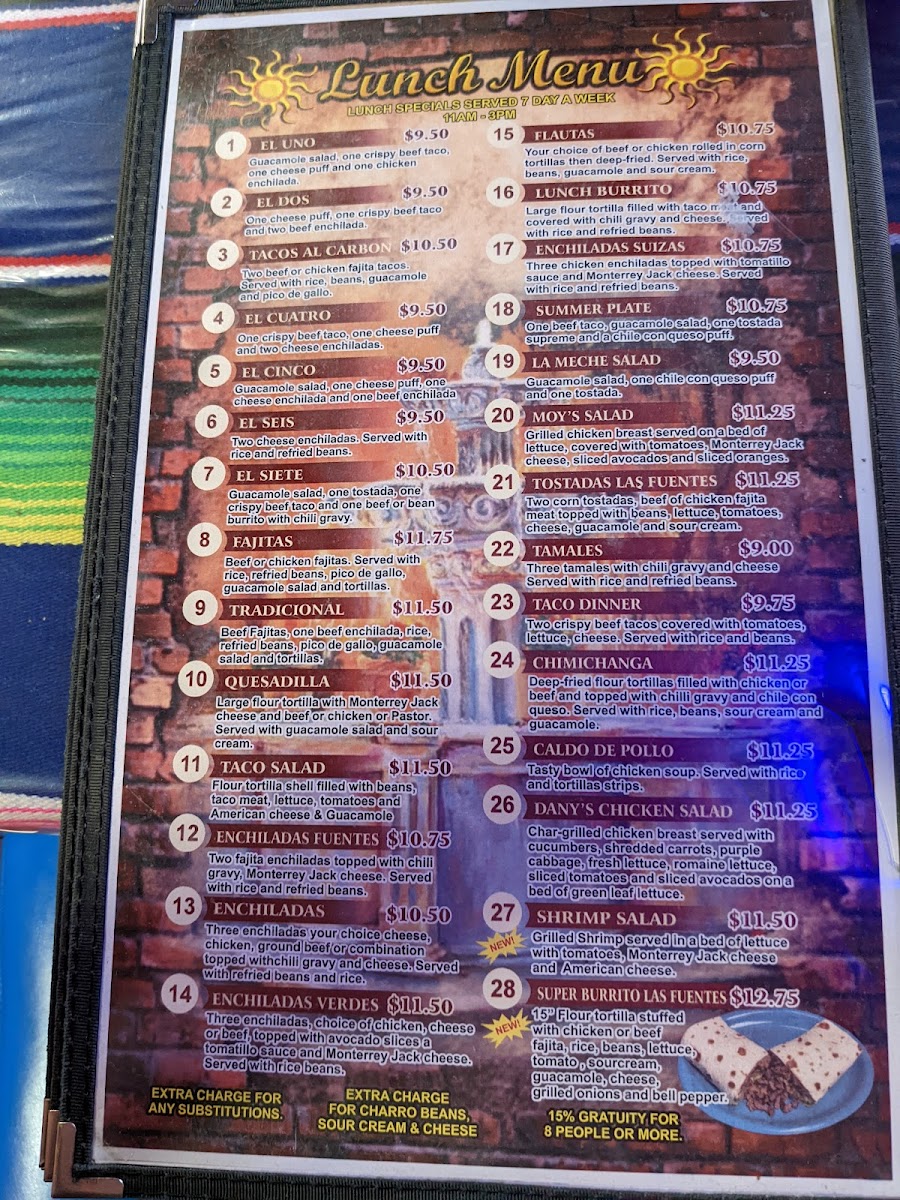 Lunch Menu
LUNCH SPECIALS SERVED 7 DAY A WEEK
11AM - 3PM
1 EL UNO $9.50
Guacamole salad, one crispy beef taco,
one cheese puff and one chicken
enchilada.
2 EL DOS $9.50
One cheese puff, one crispy beef taco
and two beef enchilada.
3 TACOS AL CARBON $10.50
Two beef or chicken fajita tacos.
Served with rice, beans, guacamole
and pico de gallo.
4 EL CUATRO $9.50
One crispy beef taco, one cheese puff
and two cheese enchiladas.
5 EL CINCO $9.50
Guacamole salad, one cheese puff, one
cheese enchilada and one beef enchilada
6 EL SEIS $9.50
Two cheese enchiladas. Served with
rice and refried beans.
7 EL SIETE $10.50
Guacamole salad, one tostada, one
crispy beef taco and one beef or bean
burrito with chili gravy.
8 FAJITAS $11.75
Beef or chicken fajitas. Served with
rice, refried beans, pico de gallo,
guacamole salad and tortillas.
9 TRADICIONAL $11.50
Beef Fajitas, one beef enchilada, rice,
refried beans, pico de gallo, guacamole
salad and tortillas.
10 QUESADILLA $11.50
Large flour tortilla with Monterrey Jack
cheese and beef or chicken or Pastor.
Served with guacamole salad and sour
cream.
11 TACO SALAD $11.50
Flour tortilla shell filled with beans,
taco meat, lettuce, tomatoes and
American cheese & Guacamole
12 ENCHILADAS FUENTES $10.75
Two fajita enchiladas topped with chili
gravy, Monterrey Jack cheese. Served
with rice and refried beans.
13 ENCHILADAS $10.50
Three enchiladas your choice cheese,
chicken, ground beef or combination
topped withchili gravy and cheese. Served
with refried beans and rice.
14 ENCHILADAS VERDES $11.50
Three enchiladas, choice of chicken, cheese
or beef, topped with avocado slices a
tomatillo sauce and Monterrey Jack cheese.
Served with rice beans.
15 FLAUTAS $10.75
Your choice of beef or chicken rolled in corn
tortillas then deep-fried. Served with rice,
beans, guacamole and sour cream.
16 LUNCH BURRITO $10.75
Large flour tortilla filled with taco meat and
covered with chili gravy and cheese. Served
with rice and refried beans.
17 ENCHILADAS SUIZAS $10.75
Three chicken enchiladas topped with tomatillo
sauce and Monterrey Jack cheese. Served
with rice and refried beans.
18 SUMMER PLATE $10.75
One beef taco, guacamole salad, one tostada
supreme and a chile con queso puff.
19 LA MECHE SALAD $9.50
Guacamole salad, one chile con queso puff
and one tostada.
20 MOY'S SALAD $11.25
Grilled chicken breast served on a bed of
lettuce, covered with tomatoes, Monterrey Jack
cheese, sliced avocados and sliced oranges.
21 TOSTADAS LAS FUENTES $11.25
Two corn tostadas, beef of chicken fajita
meat topped with beans, lettuce, tomatoes,
cheese, guacamole and sour cream.
22 TAMALES $9.00
Three tamales with chili gravy and cheese
Served with rice and refried beans.
23 TACO DINNER $9.75
Two crispy beef tacos covered with tomatoes,
lettuce, cheese. Served with rice and beans.
24 CHIMICHANGA $11.25
Deep-fried flour tortillas filled with chicken or
beef and topped with chilli gravy and chile con
queso. Served with rice, beans, sour cream and
guacamole.
25 CALDO DE POLLO $11.25
Tasty bowl of chicken soup. Served with rice
and tortillas strips.
26 DANY'S CHICKEN SALAD $11.25
Char-grilled chicken breast served with
cucumbers, shredded carrots, purple
cabbage, fresh lettuce, romaine lettuce,
sliced tomatoes and sliced avocados on a
bed of green leaf lettuce.
27 SHRIMP SALAD $11.50
NEW!
Grilled Shrimp served in a bed of lettuce
with tomatoes, Monterrey Jack cheese
and American cheese.
28 SUPER BURRITO LAS FUENTES $12.75
NEW!
15" Flour tortilla stuffed
with chicken or beef
fajita, rice, beans, lettuce,
tomato , sourcream,
guacamole, cheese,
grilled onions and bell pepper.
EXTRA CHARGE FOR
ANY SUBSTITUTIONS.
EXTRA CHARGE
FOR CHARRO BEANS,
SOUR CREAM & CHEESE
15% GRATUITY FOR
8 PEOPLE OR MORE.